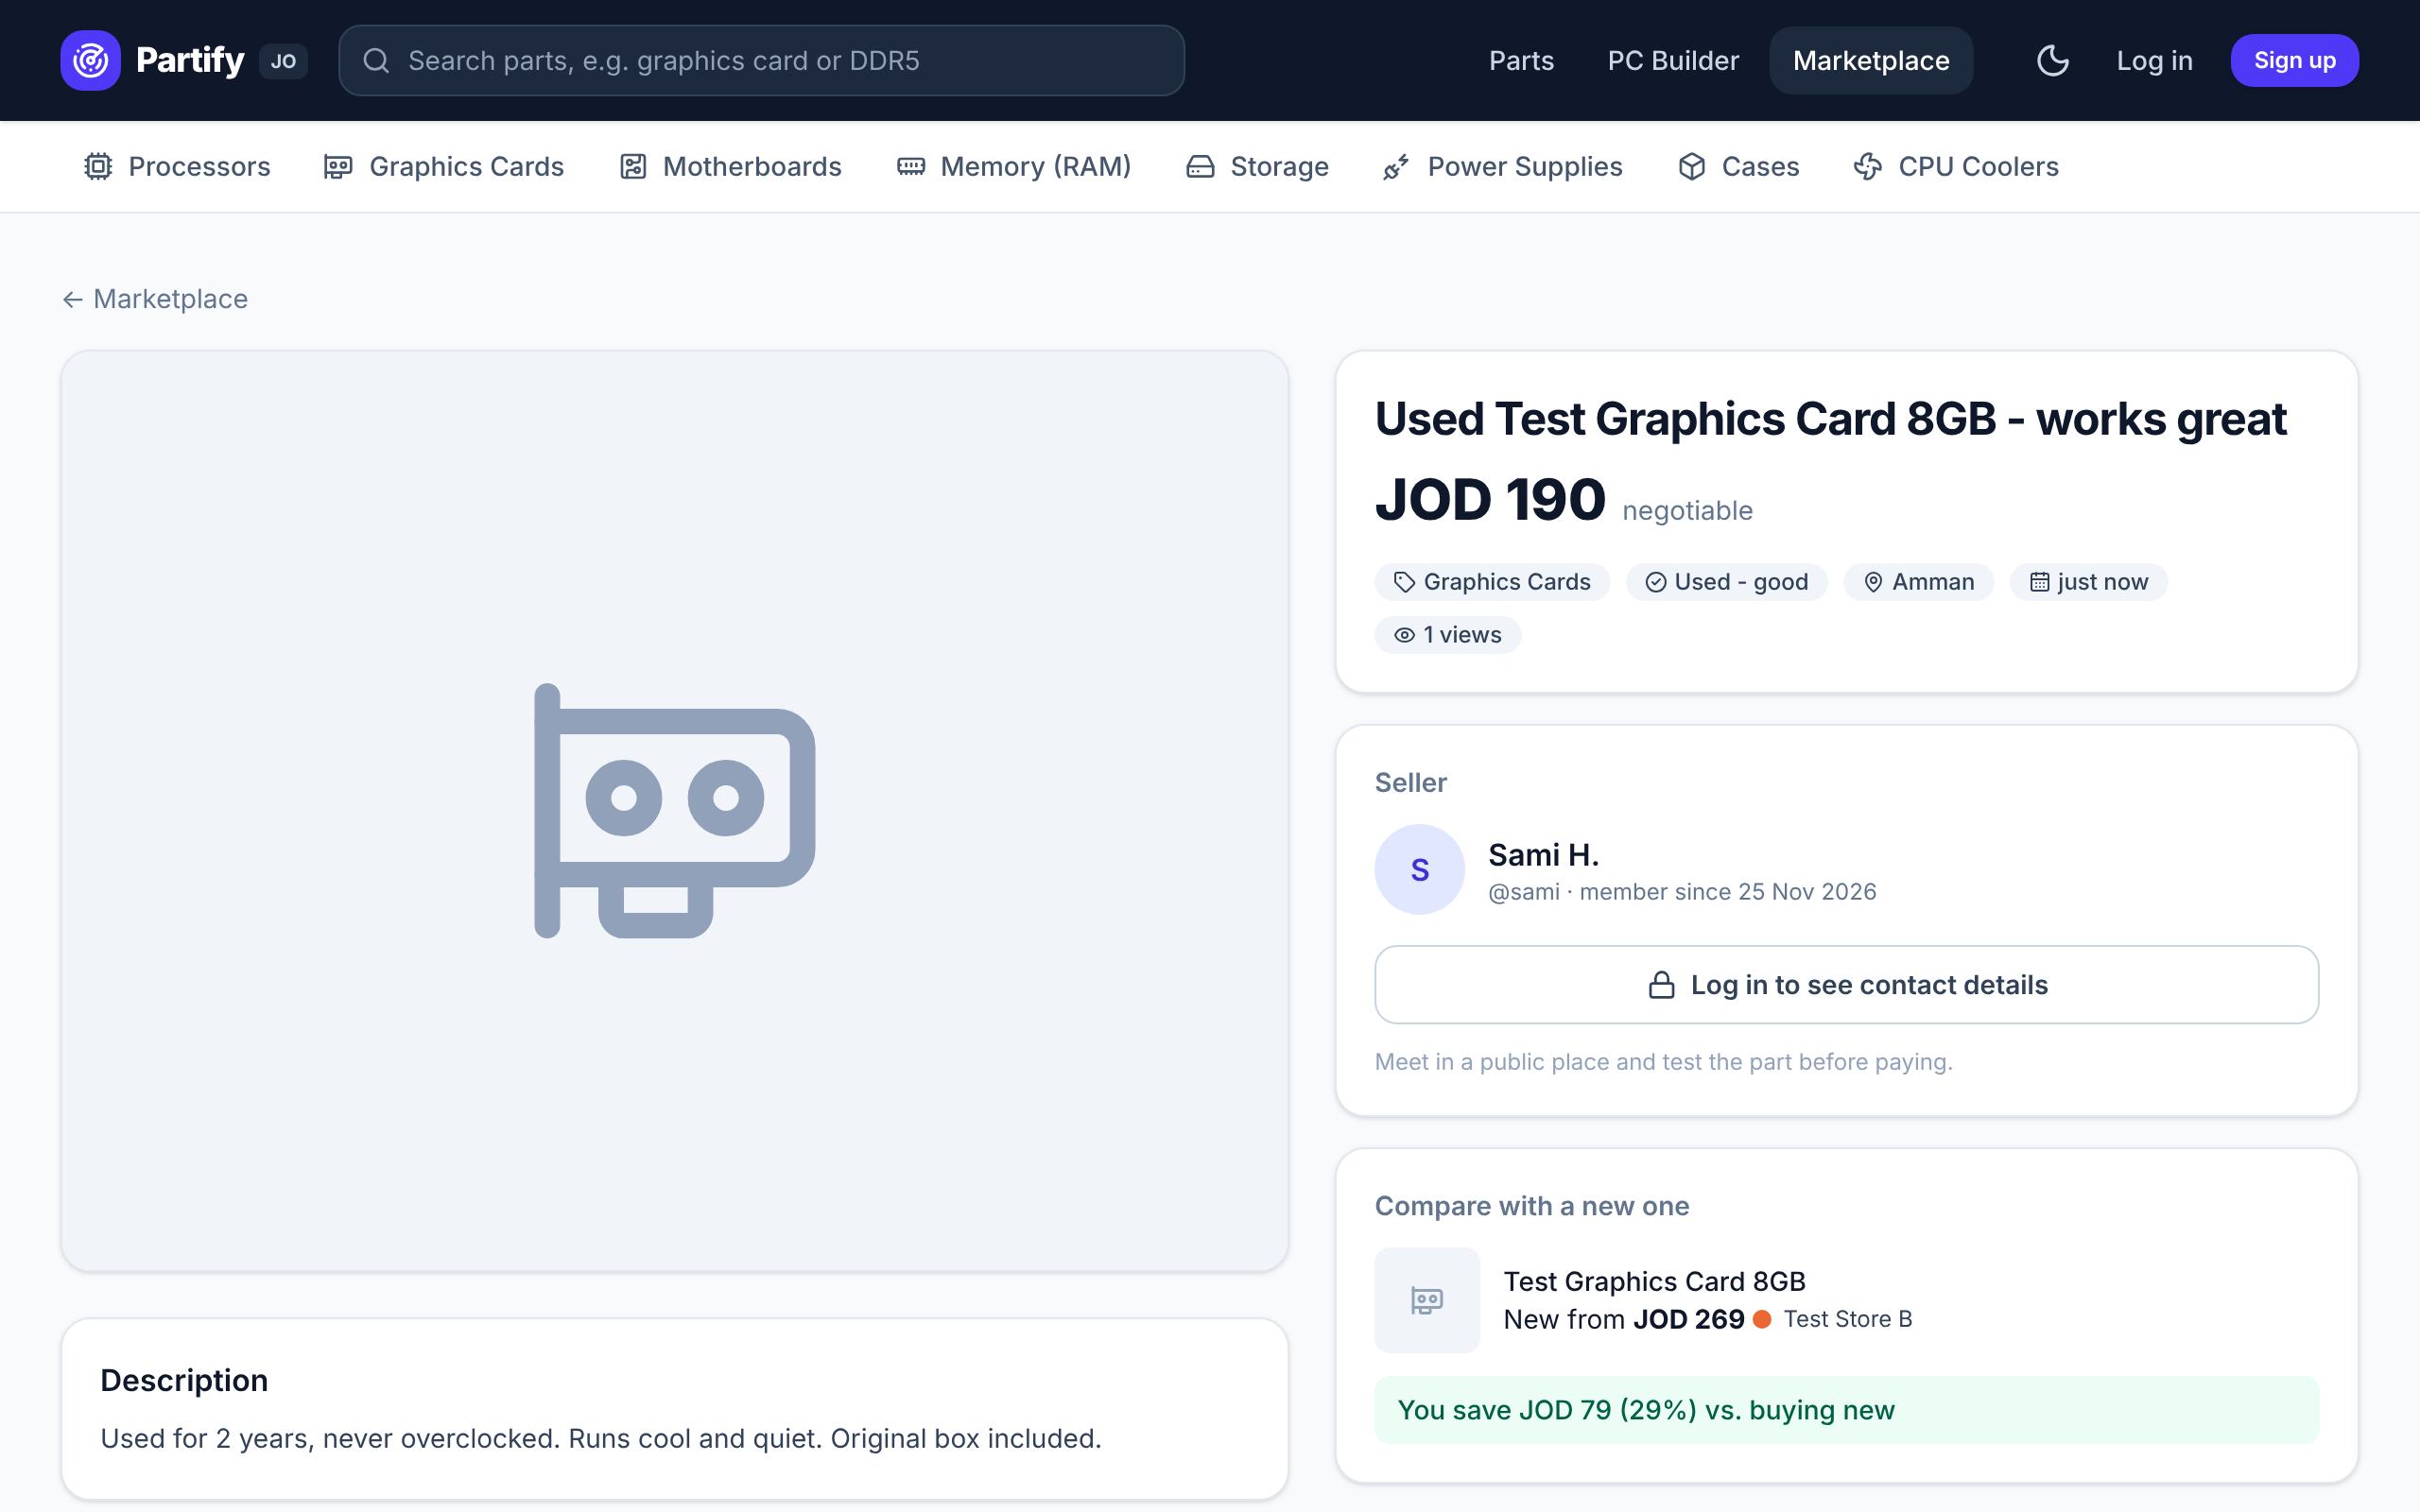 Partify JO Search parts, e.g. graphics card or DDR5 Parts PC Builder Marketplace Log in Sign up
Processors Graphics Cards Motherboards Memory (RAM) Storage Power Supplies Cases CPU Coolers
← Marketplace
Used Test Graphics Card 8GB - works great
JOD 190 negotiable
Graphics Cards Used - good Amman just now
1 views
Seller
S
Sami H.
@sami · member since 25 Nov 2026
Log in to see contact details
Meet in a public place and test the part before paying.
Compare with a new one
Test Graphics Card 8GB
New from JOD 269 Test Store B
You save JOD 79 (29%) vs. buying new
Description
Used for 2 years, never overclocked. Runs cool and quiet. Original box included.